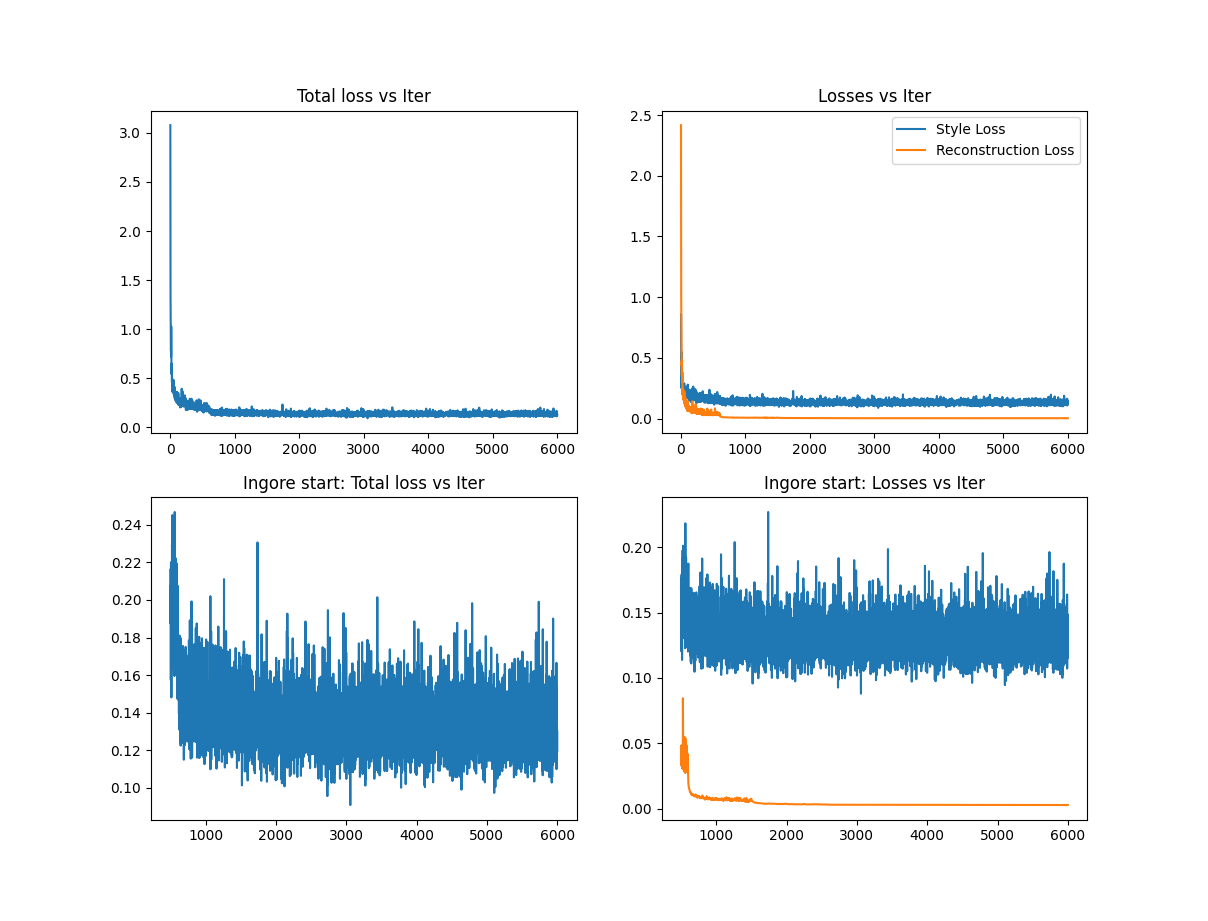 Total loss vs Iter
3.0
2.5
2.0
1.5
1.0
0.5
0.0
0 1000 2000 3000 4000 5000 6000
Losses vs Iter
Style Loss
Reconstruction Loss
2.5
2.0
1.5
1.0
0.5
0.0
0 1000 2000 3000 4000 5000 6000
Ingore start: Total loss vs Iter
0.24
0.22
0.20
0.18
0.16
0.14
0.12
0.10
1000 2000 3000 4000 5000 6000
Ingore start: Losses vs Iter
0.20
0.15
0.10
0.05
0.00
1000 2000 3000 4000 5000 6000